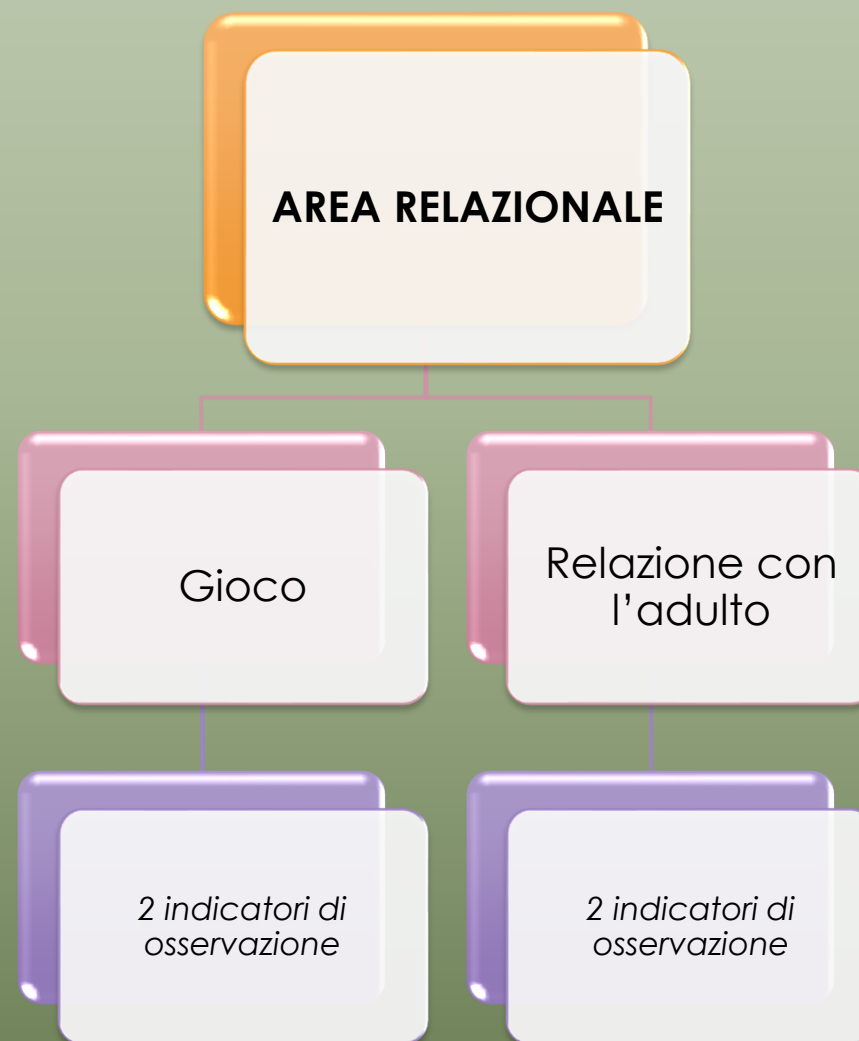 AREA RELAZIONALE
Gioco
Relazione con
l’adulto
2 indicatori di
osservazione
2 indicatori di
osservazione